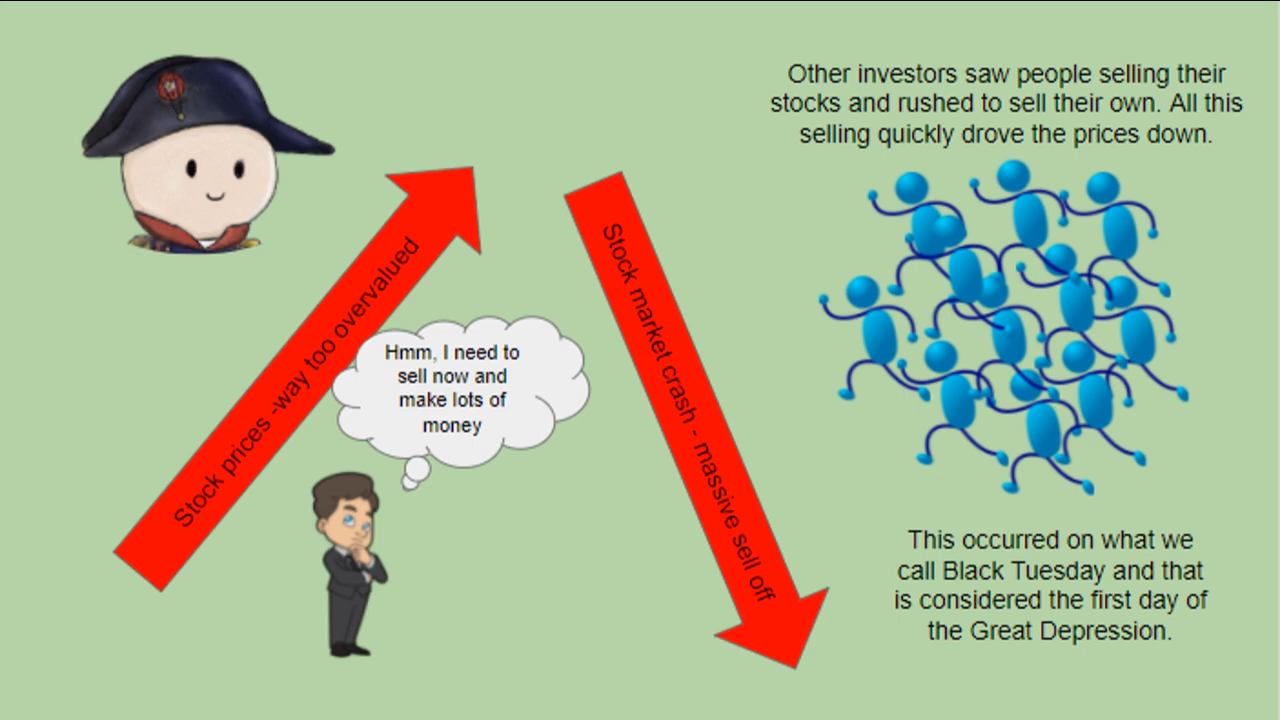 Other investors saw people selling their
stocks and rushed to sell their own. All this
selling quickly drove the prices down.
Stock prices -way too overvalued
Hmm, I need to
sell now and
make lots of
money
Stock market crash - massive sell off
This occurred on what we
call Black Tuesday and that
is considered the first day of
the Great Depression.